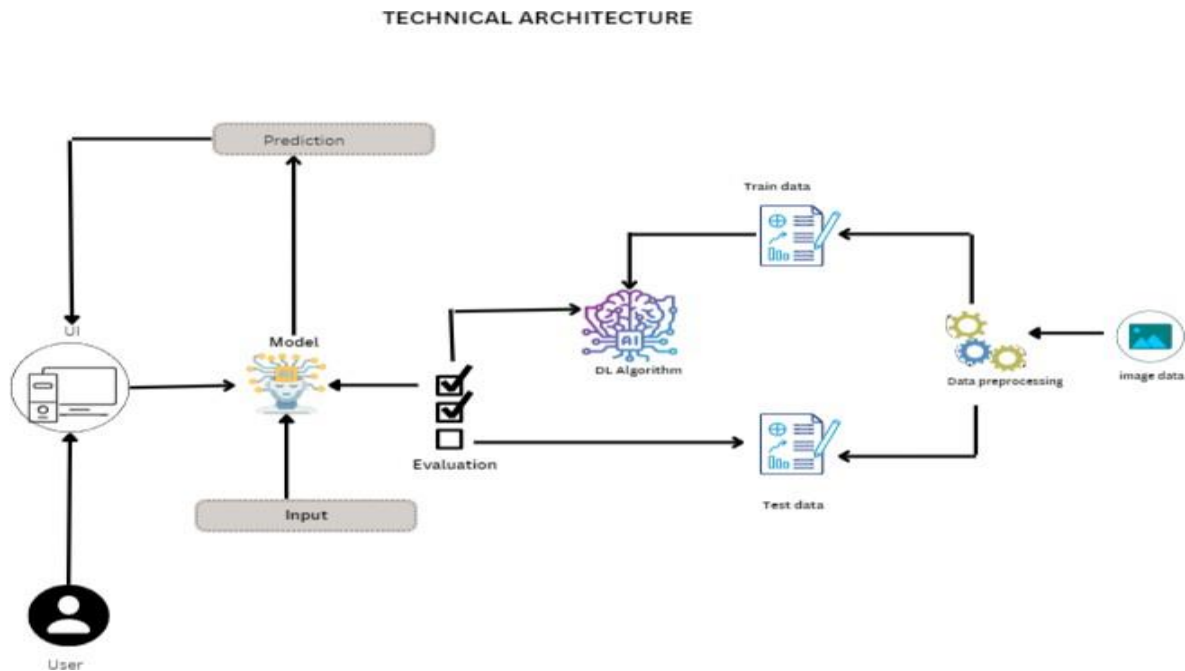 TECHNICAL ARCHITECTURE
Prediction
Train data
UI
Model
AI
AI
DL Algorithm
Data preprocessing
image data
Evaluation
Input
Test data
User